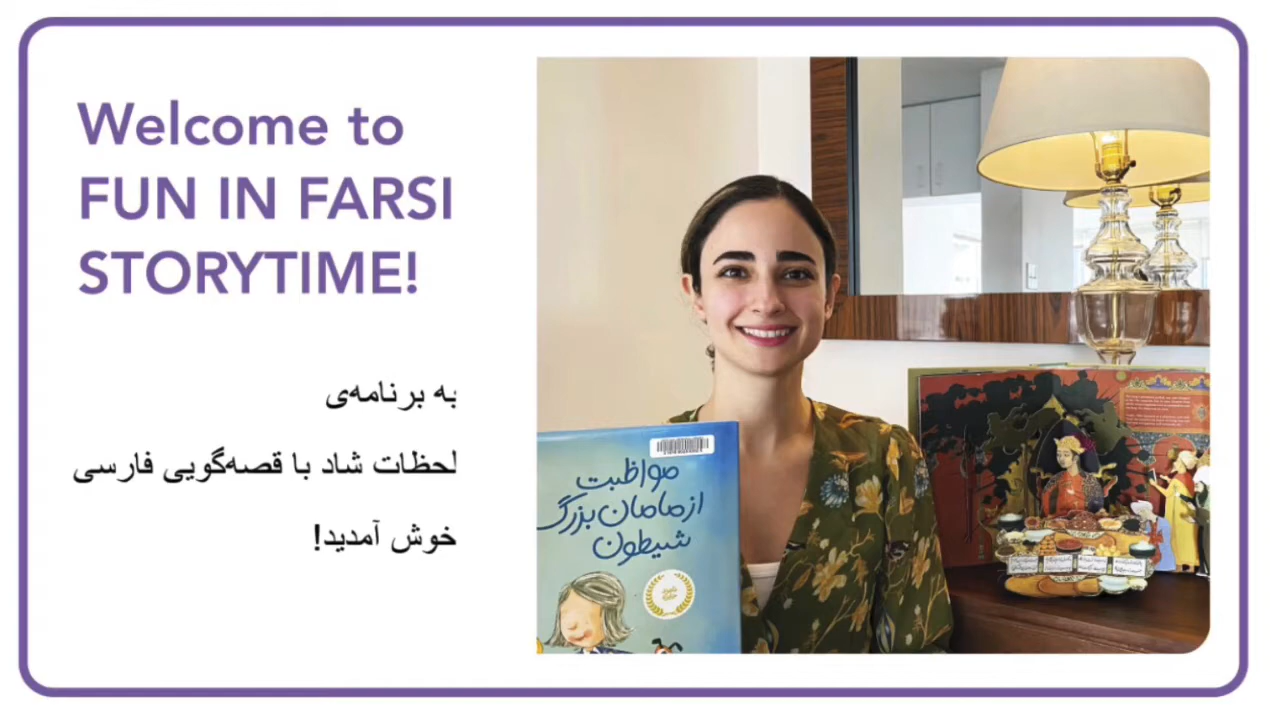 Welcome to
FUN IN FARSI
STORYTIME!
به برنامه‌ی
لحظات شاد با قصه‌گویی فارسی
خوش آمدید!
مواظبت
از مامان بزرگ
شیطون